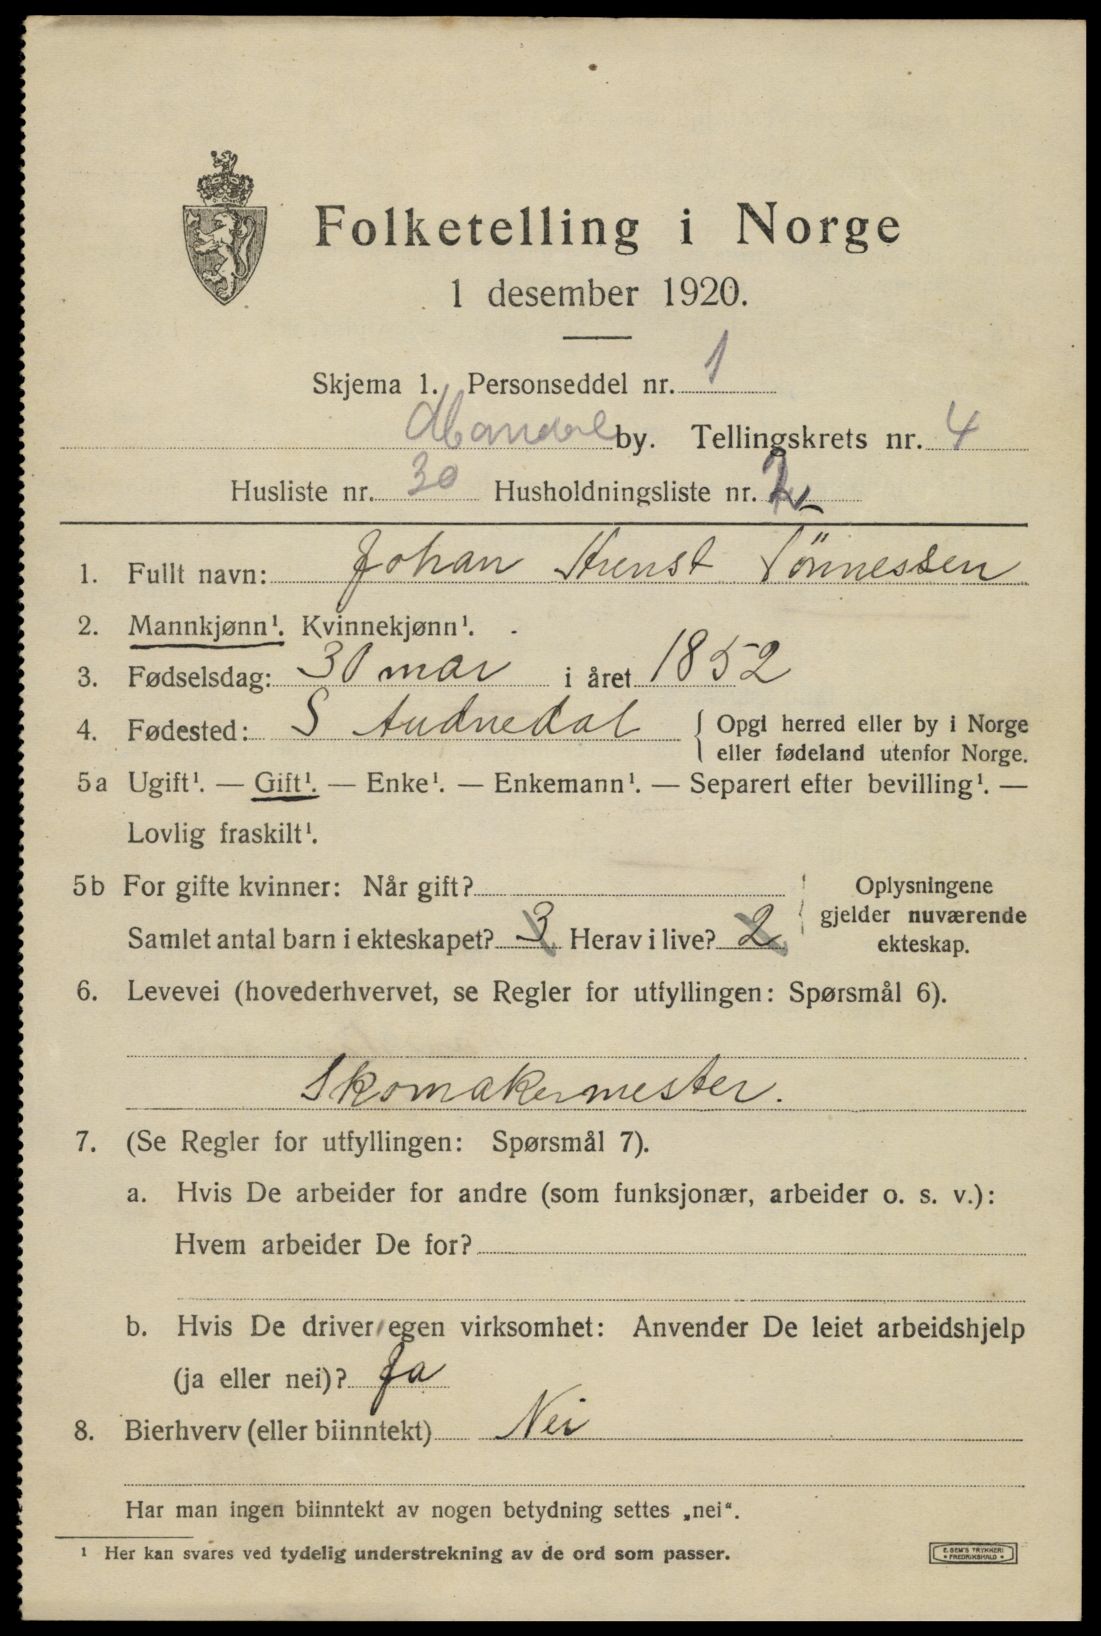 Folketelling i Norge
1 desember 1920.
Skjema 1. Personseddel nr. 1
Mandal by. Tellingskrets nr. 4
Husliste nr. 30 Husholdningsliste nr. 2
1. Fullt navn: Johan Tønnessen
2. Mannkjønn¹. Kvinnekjønn¹.
3. Fødselsdag: 30 mar i året 1852
4. Fødested: S Audnedal { Opgi herred eller by i Norge
eller fødeland utenfor Norge.
5a Ugift¹. — Gift¹. — Enke¹. — Enkemann¹. — Separert efter bevilling¹. —
Lovlig fraskilt¹.
5b For gifte kvinner: Når gift?
Samlet antal barn i ekteskapet? 3 Herav i live? 2
Oplysningene
gjelder nuværende
ekteskap.
6. Levevei (hovederhvervet, se Regler for utfyllingen: Spørsmål 6).
Skomakermester.
7. (Se Regler for utfyllingen: Spørsmål 7).
a. Hvis De arbeider for andre (som funksjonær, arbeider o. s. v.):
Hvem arbeider De for?
b. Hvis De driver egen virksomhet: Anvender De leiet arbeidshjelp
(ja eller nei)? Ja
8. Bierhverv (eller biinntekt) Nei
Har man ingen biinntekt av nogen betydning settes „nei“.
¹ Her kan svares ved tydelig understrekning av de ord som passer.
E. SEM'S TRYKKERI
• FREDRIKSHALD •